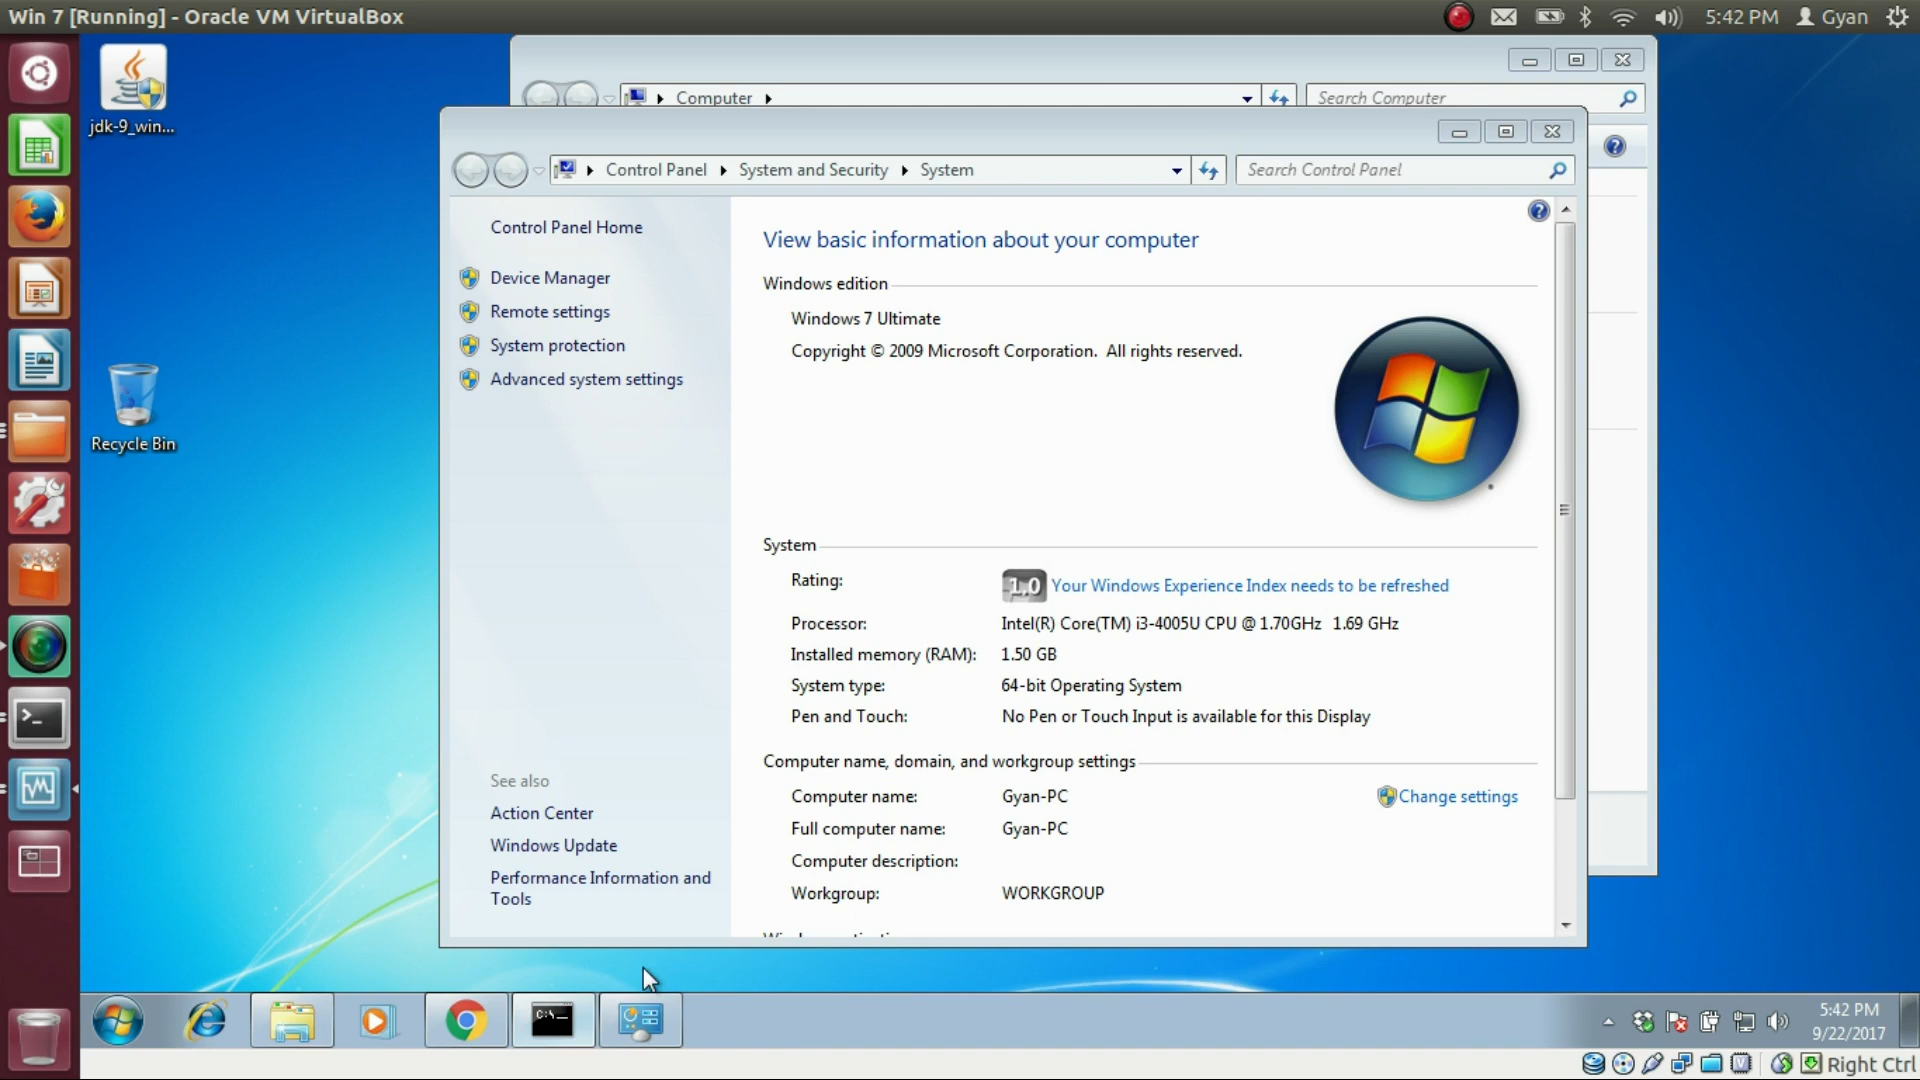 Win 7 [Running] - Oracle VM VirtualBox
5:42 PM Gyan
jdk-9_win...
Recycle Bin
Computer
Search Computer
Control Panel System and Security System
Search Control Panel
Control Panel Home
Device Manager
Remote settings
System protection
Advanced system settings
See also
Action Center
Windows Update
Performance Information and
Tools
View basic information about your computer
Windows edition
Windows 7 Ultimate
Copyright © 2009 Microsoft Corporation. All rights reserved.
System
Rating: 1.0 Your Windows Experience Index needs to be refreshed
Processor: Intel(R) Core(TM) i3-4005U CPU @ 1.70GHz 1.69 GHz
Installed memory (RAM): 1.50 GB
System type: 64-bit Operating System
Pen and Touch: No Pen or Touch Input is available for this Display
Computer name, domain, and workgroup settings
Computer name: Gyan-PC Change settings
Full computer name: Gyan-PC
Computer description:
Workgroup: WORKGROUP
C:\
5:42 PM
9/22/2017
Right Ctrl